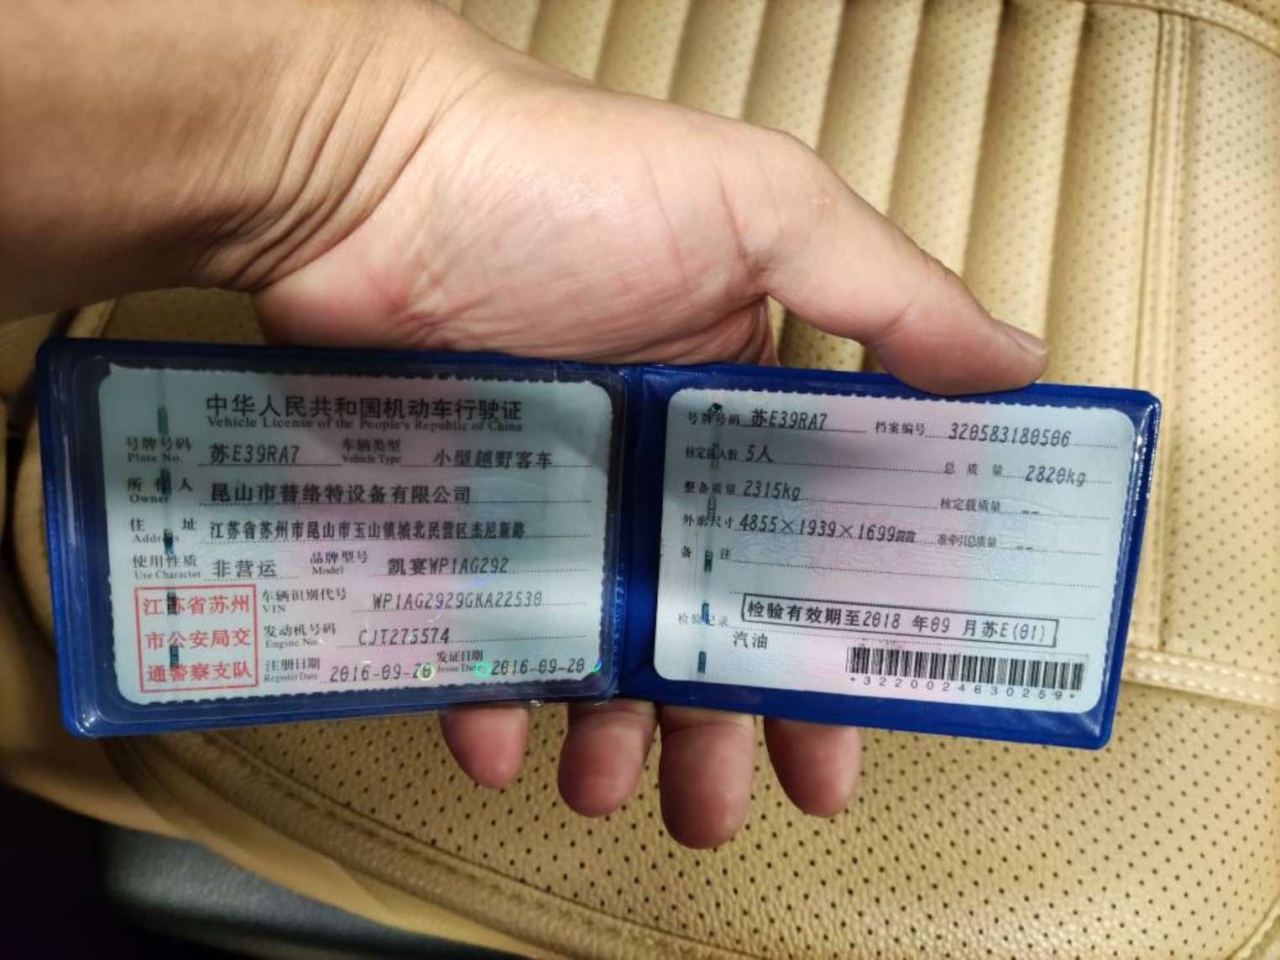 中华人民共和国机动车行驶证
Vehicle License of the People's Republic of China
号牌号码 苏E39RA7 车辆类型 小型越野客车
Plate No. Vehicle Type
所有人 昆山市普络特设备有限公司
Owner
住址 江苏省苏州市昆山市玉山镇城北民营区杰尼斯路
Address
使用性质 非营运 品牌型号 凯宴WP1AG292
Use Character Model
江苏省苏州
市公安局交
通警察支队
车辆识别代号 WP1AG2929GKA22530
VIN
发动机号码 CJT275574
Engine No.
注册日期 2016-09-20 发证日期 2016-09-20
Register Date Issue Date
号牌号码 苏E39RA7 档案编号 320583180506
核定载人数 5人 总质量 2820kg
整备质量 2315kg 核定载质量 --
外廓尺寸 4855×1939×1699mm 准牵引总质量 --
备注
检验记录 检验有效期至2018 年09 月苏E(01)
汽油
*3220024630259*